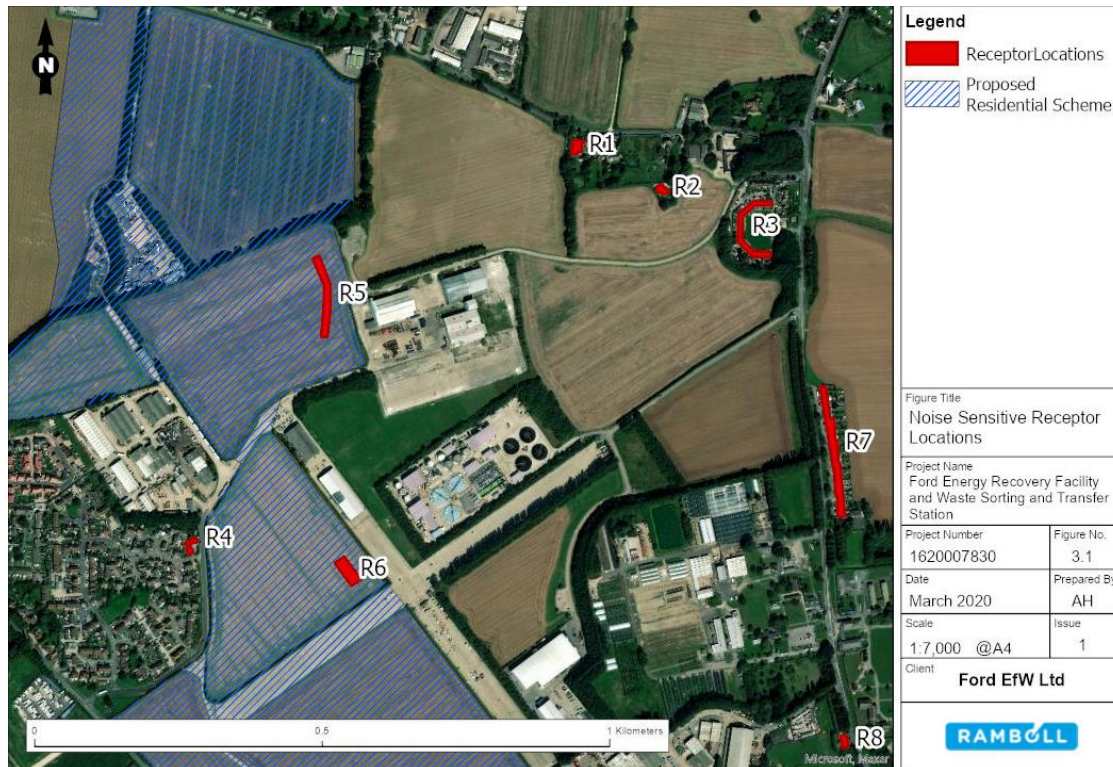 N
R1
R2
R3
R5
R7
R4
R6
R8
0
0.5
1 Kilometers
Microsoft, Maxar
Legend
ReceptorLocations
Proposed
Residential Scheme
Figure Title
Noise Sensitive Receptor
Locations
Project Name
Ford Energy Recovery Facility
and Waste Sorting and Transfer
Station
Project Number
1620007830
Figure No.
3.1
Date
March 2020
Prepared By
AH
Scale
1:7,000 @A4
Issue
1
Client
Ford EfW Ltd
RAMBOLL